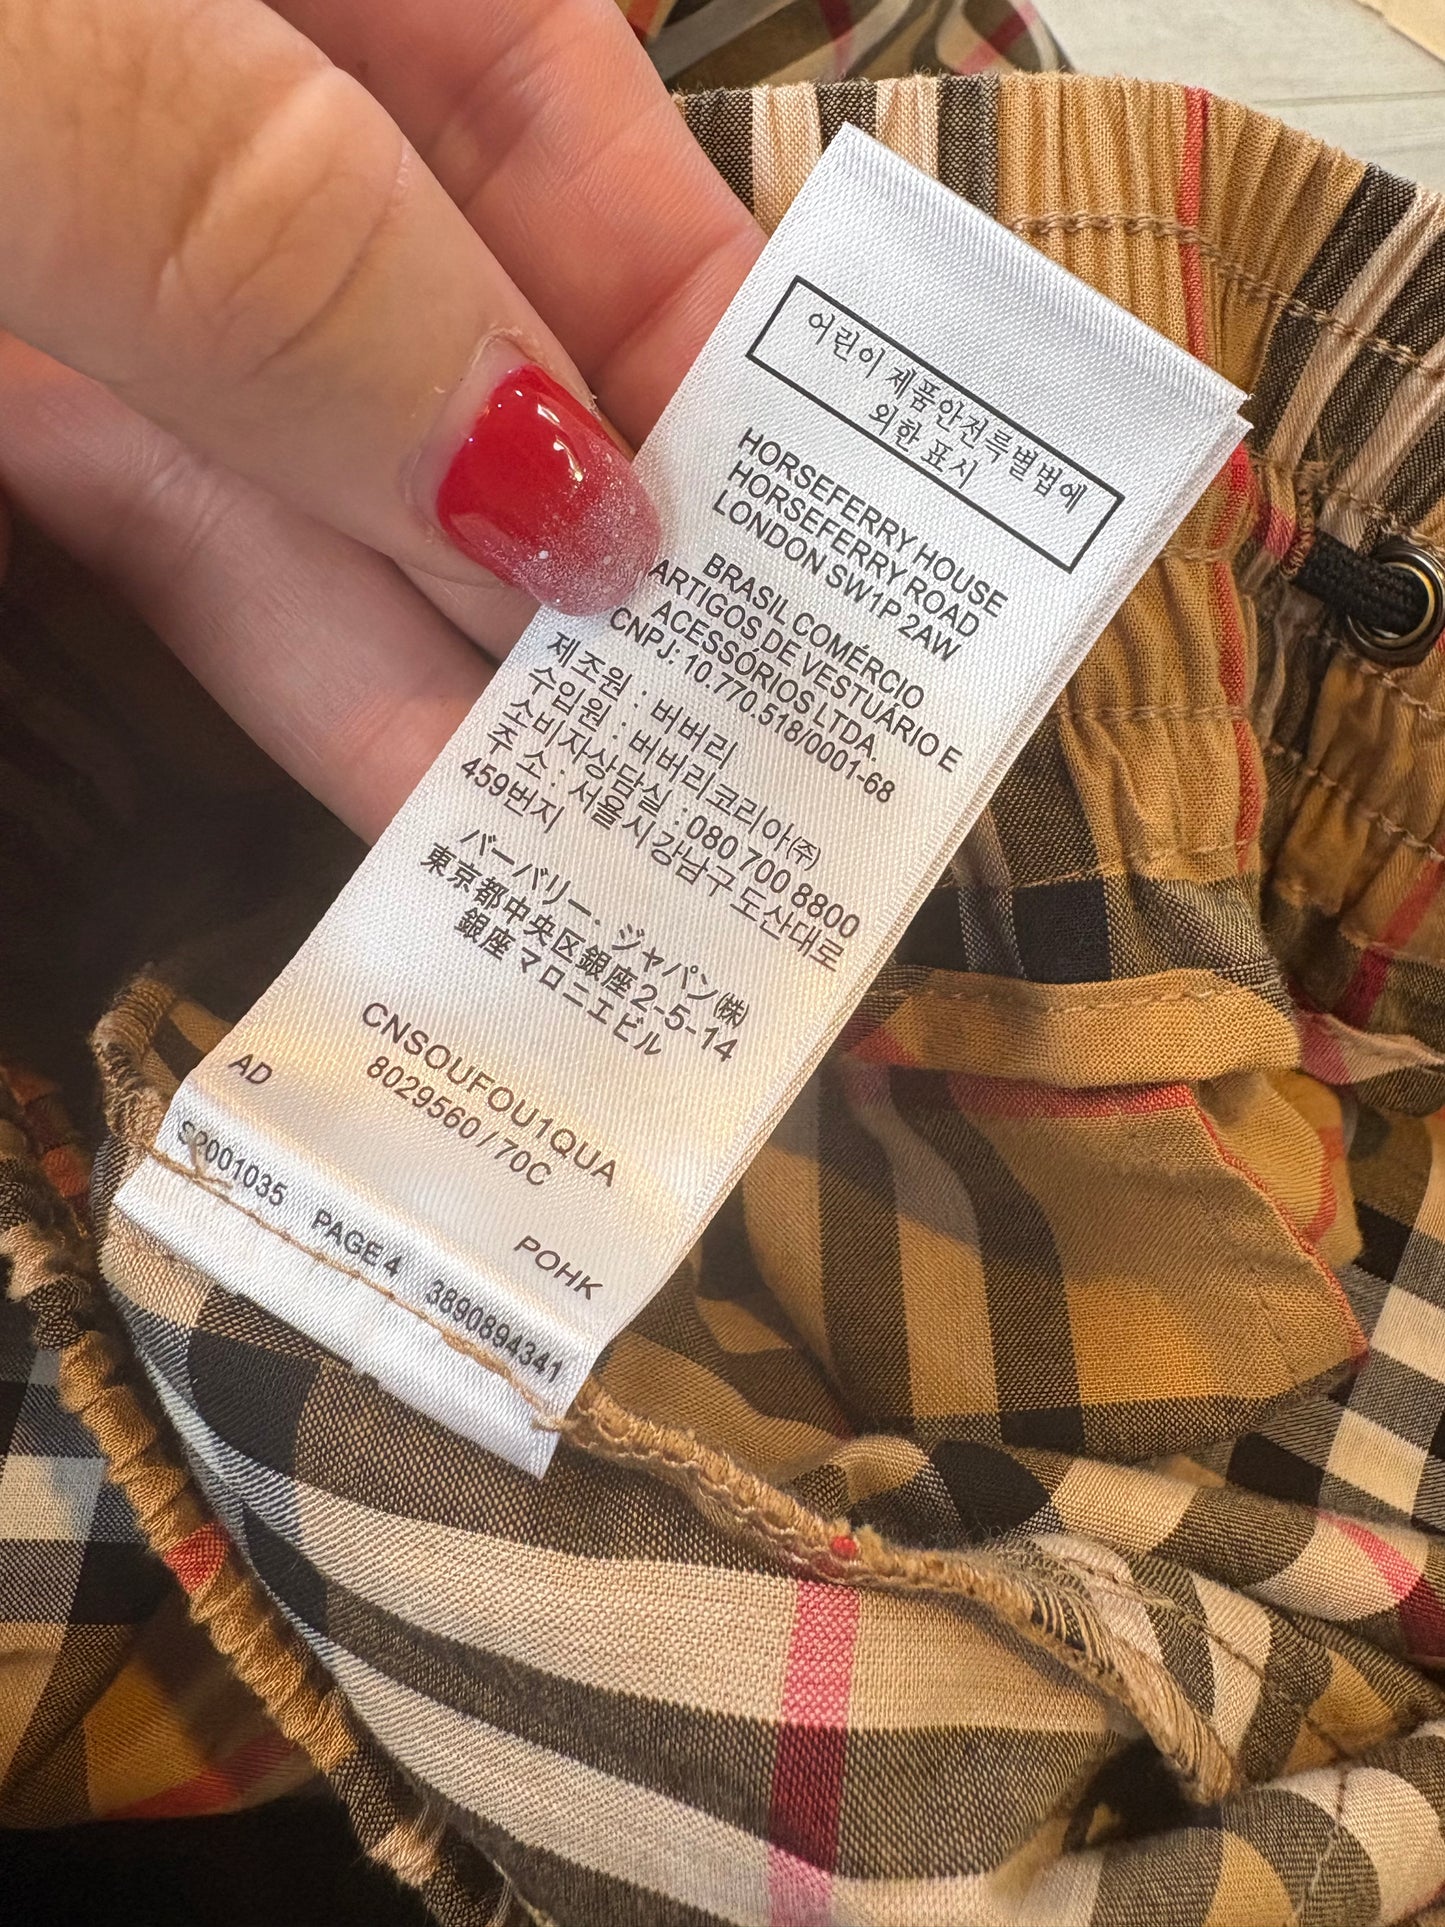 어린이 제품안전특별법에
의한 표시
HORSEFERRY HOUSE
HORSEFERRY ROAD
LONDON SW1P 2AW
BRASIL COMÉRCIO
ARTIGOS DE VESTUÁRIO E
ACESSÓRIOS LTDA.
CNPJ: 10.770.518/0001-68
제조원 : 버버리
수입원 : 버버리코리아(주)
소비자상담실 : 080 700 8800
주 소 : 서울시 강남구 도산대로
459번지
バーバリー・ジャパン㈱
東京都中央区銀座2-5-14
銀座マロニエビル
CNSOUFOU1QUA
8029560 / 70C
AD
POHK
S2001035 PAGE 4 3890894341